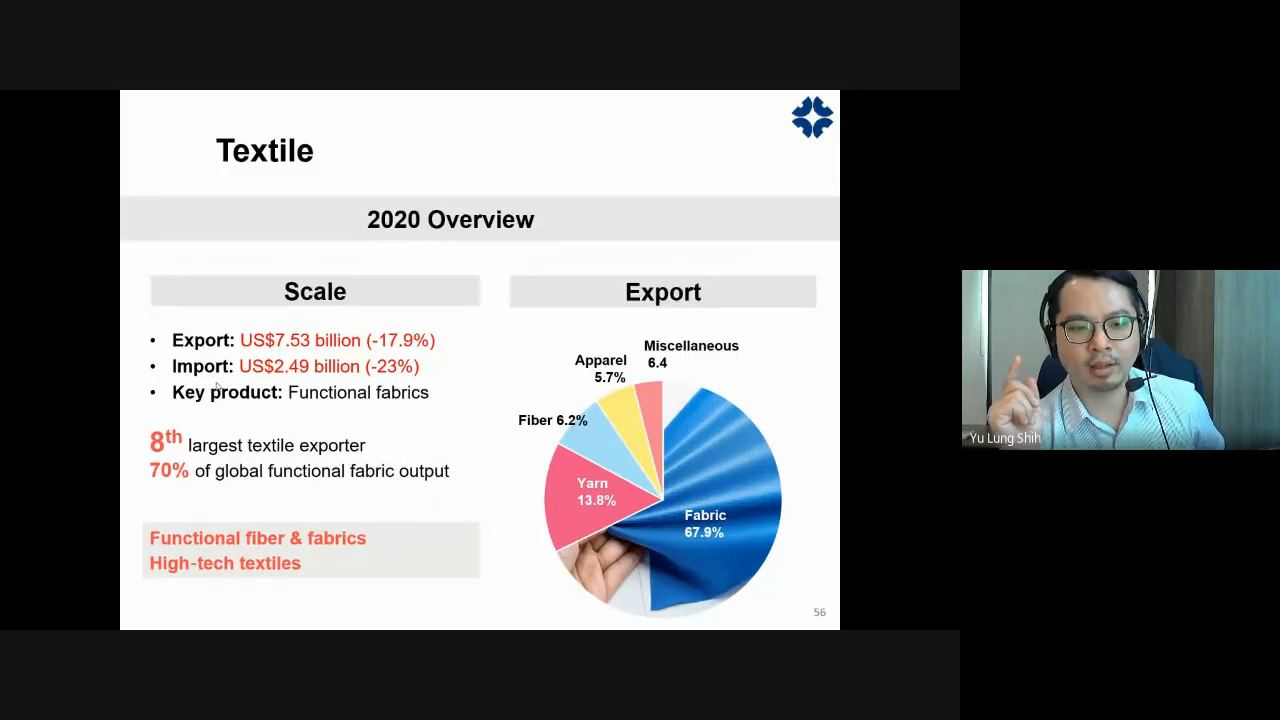 Textile
2020 Overview
Scale
• Export: US$7.53 billion (-17.9%)
• Import: US$2.49 billion (-23%)
• Key product: Functional fabrics
8th largest textile exporter
70% of global functional fabric output
Functional fiber & fabrics
High-tech textiles
Export
Miscellaneous
6.4
Apparel
5.7%
Fiber 6.2%
Yarn
13.8%
Fabric
67.9%
56
Yu Lung Shih